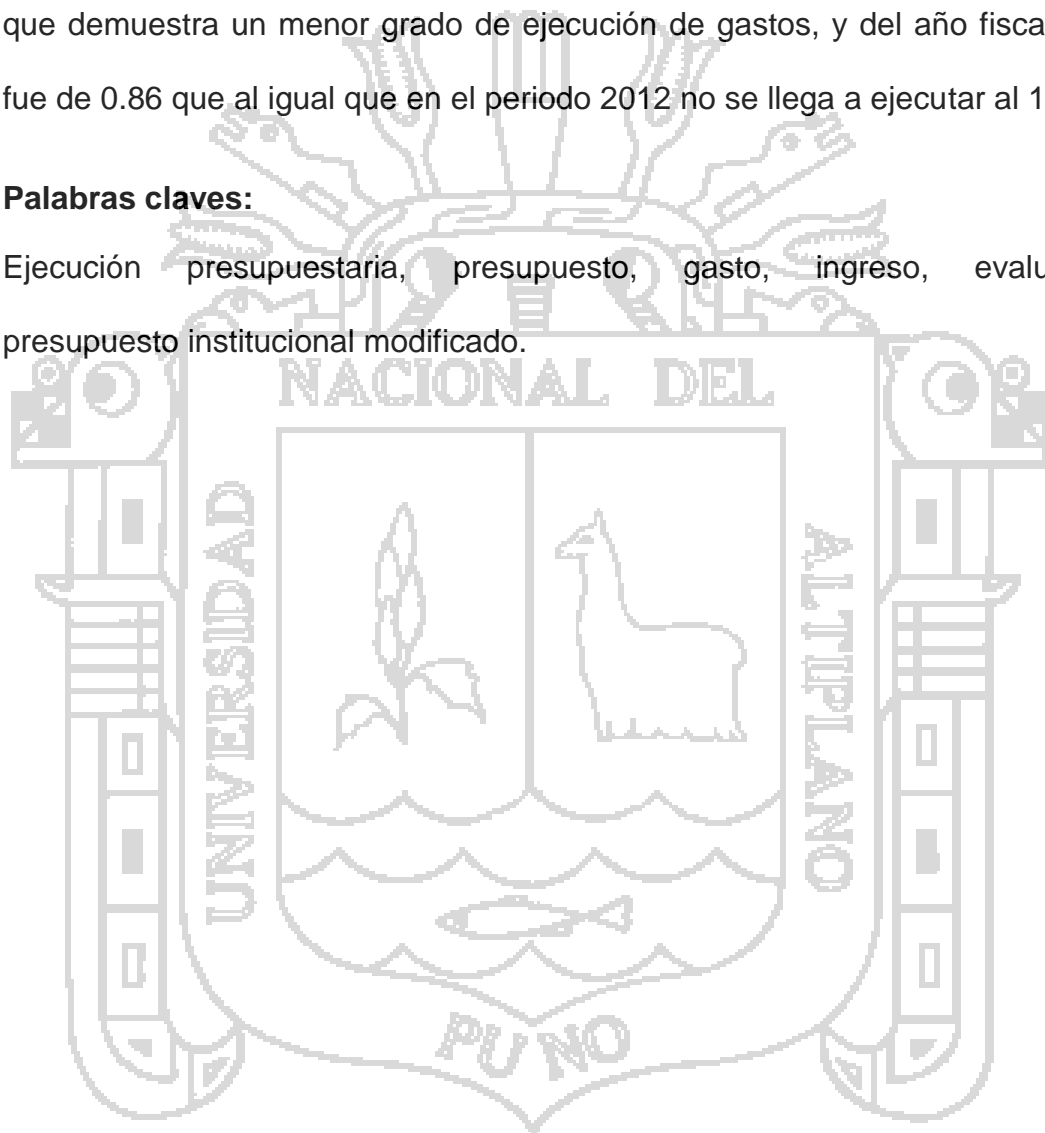 que demuestra un menor grado de ejecución de gastos, y del año fisca
fue de 0.86 que al igual que en el periodo 2012 no se llega a ejecutar al 1
Palabras claves:
Ejecución presupuestaria, presupuesto, gasto, ingreso, evalu
presupuesto institucional modificado.
NACIONAL DEL
UNIVERSIDAD
ALTIPLANO
PUNO